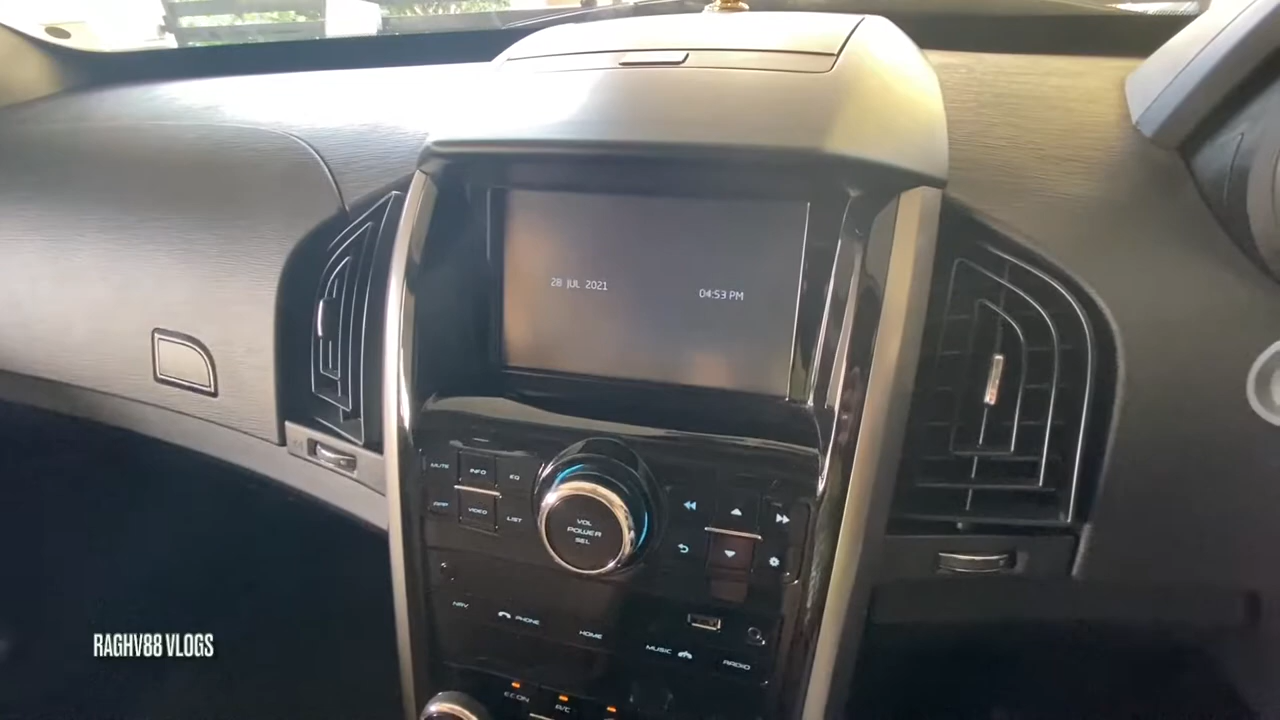 28 JUL 2021
04:53 PM
MUTE
INFO
EQ
APP
VIDEO
LIST
VOL
POWER
SEL
NAV
PHONE
HOME
MUSIC
RADIO
ECON
A/C
RAGHV88 VLOGS